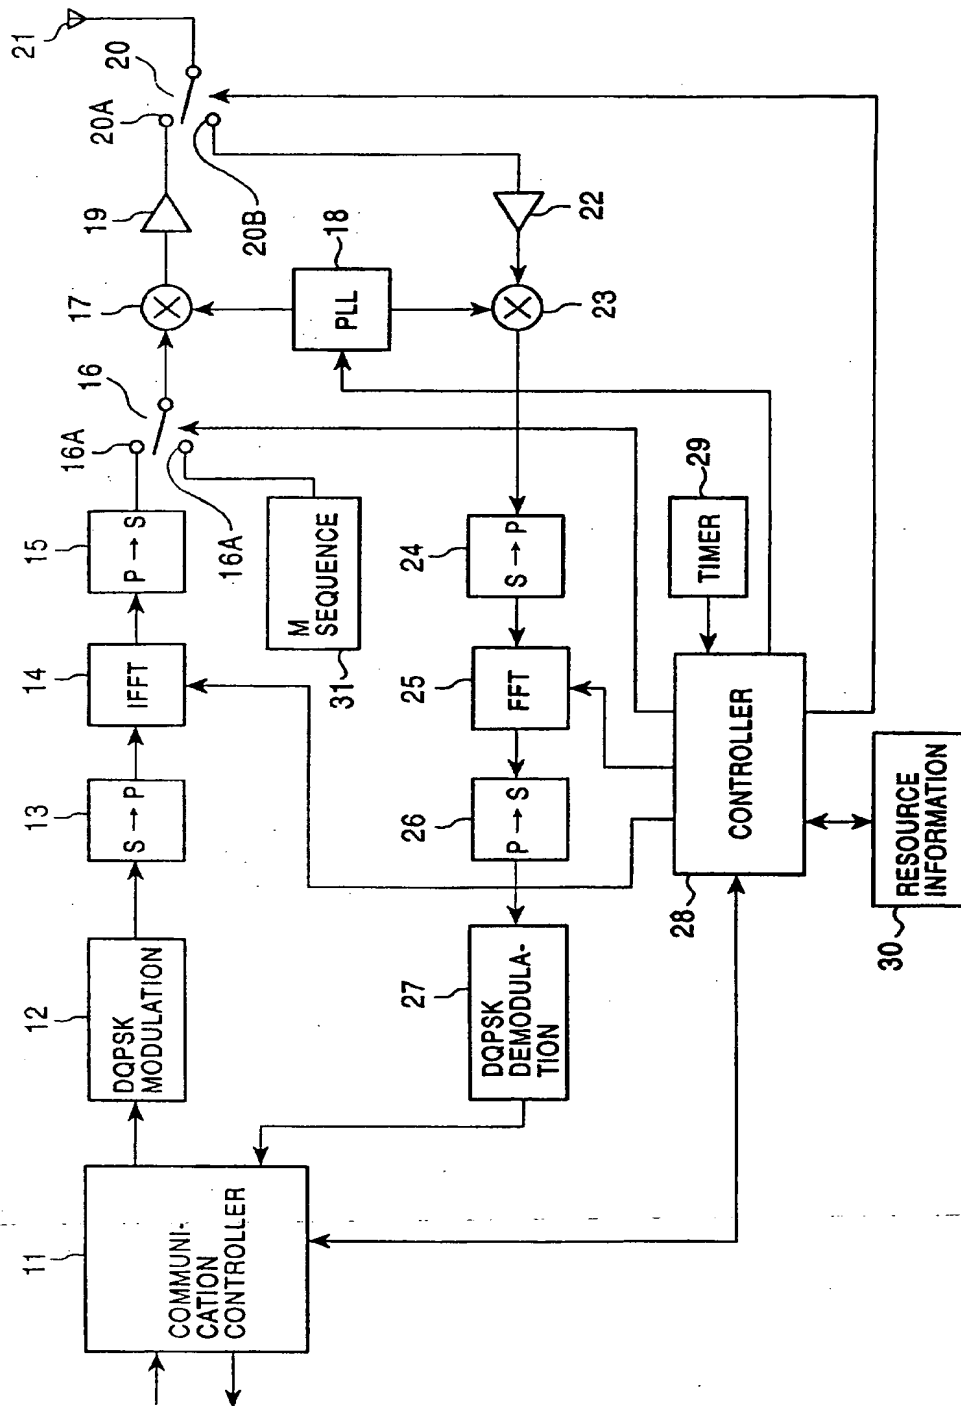 11
COMMUNI-
CATION
CONTROLLER
12
DQPSK
MODULATION
13
S → P
14
IFFT
15
P → S
16A
16
16A
M
SEQUENCE
31
17
19
20A
20
20B
21
18
PLL
22
23
24
S → P
25
FFT
26
P → S
27
DQPSK
DEMODULA-
TION
28
CONTROLLER
29
TIMER
30
RESOURCE
INFORMATION